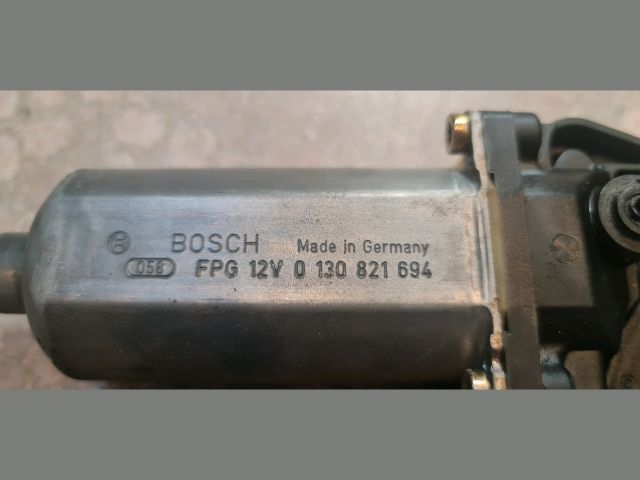 BOSCH Made in Germany
058 FPG 12V 0 130 821 694